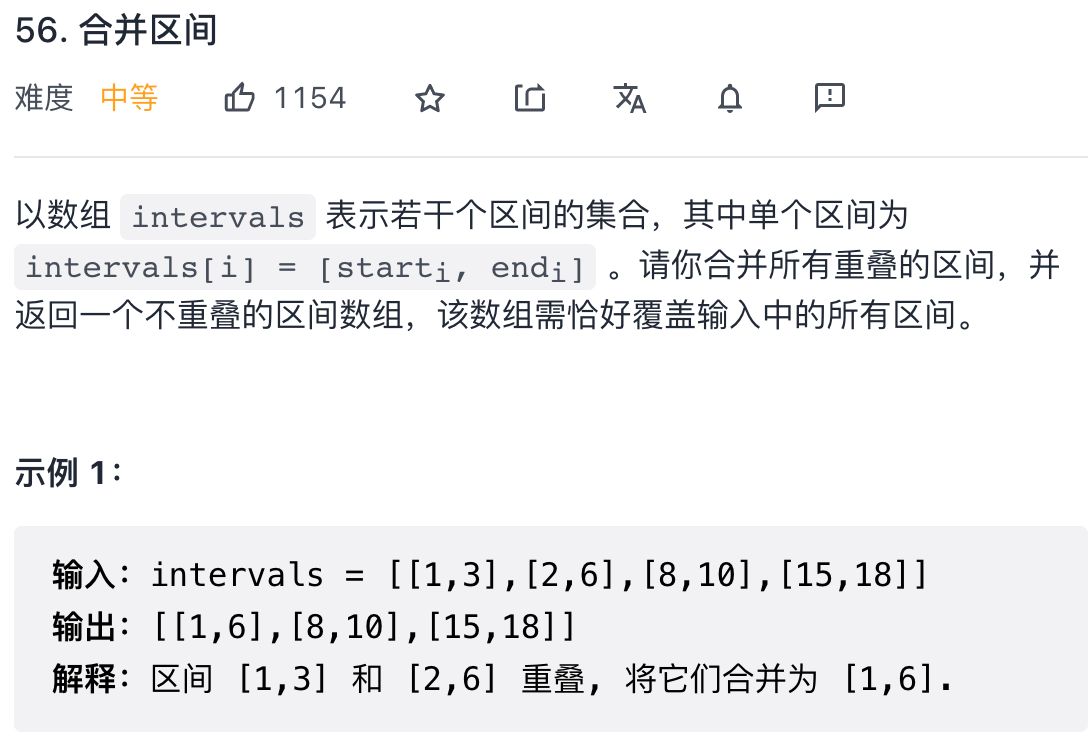 56. 合并区间
难度 中等 1154
以数组 intervals 表示若干个区间的集合，其中单个区间为
intervals[i] = [starti, endi] 。请你合并所有重叠的区间，并
返回一个不重叠的区间数组，该数组需恰好覆盖输入中的所有区间。
示例 1：
输入：intervals = [[1,3],[2,6],[8,10],[15,18]]
输出：[[1,6],[8,10],[15,18]]
解释：区间 [1,3] 和 [2,6] 重叠, 将它们合并为 [1,6].